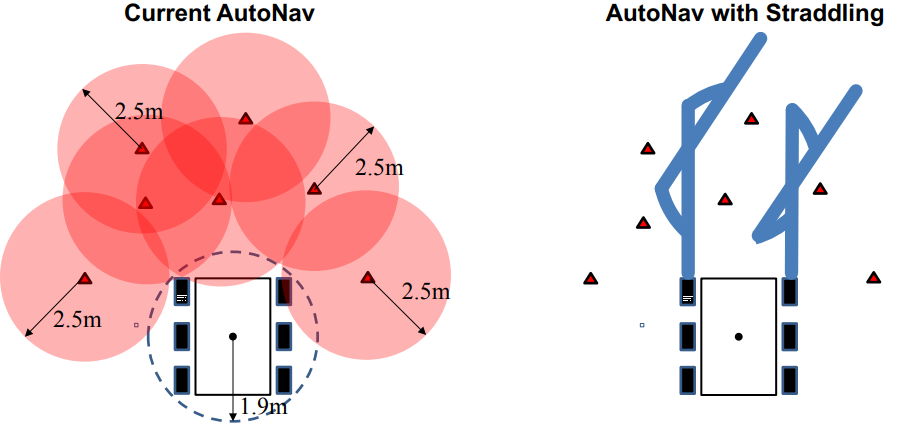 Current AutoNav
AutoNav with Straddling
2.5m
2.5m
2.5m
2.5m
1.9m